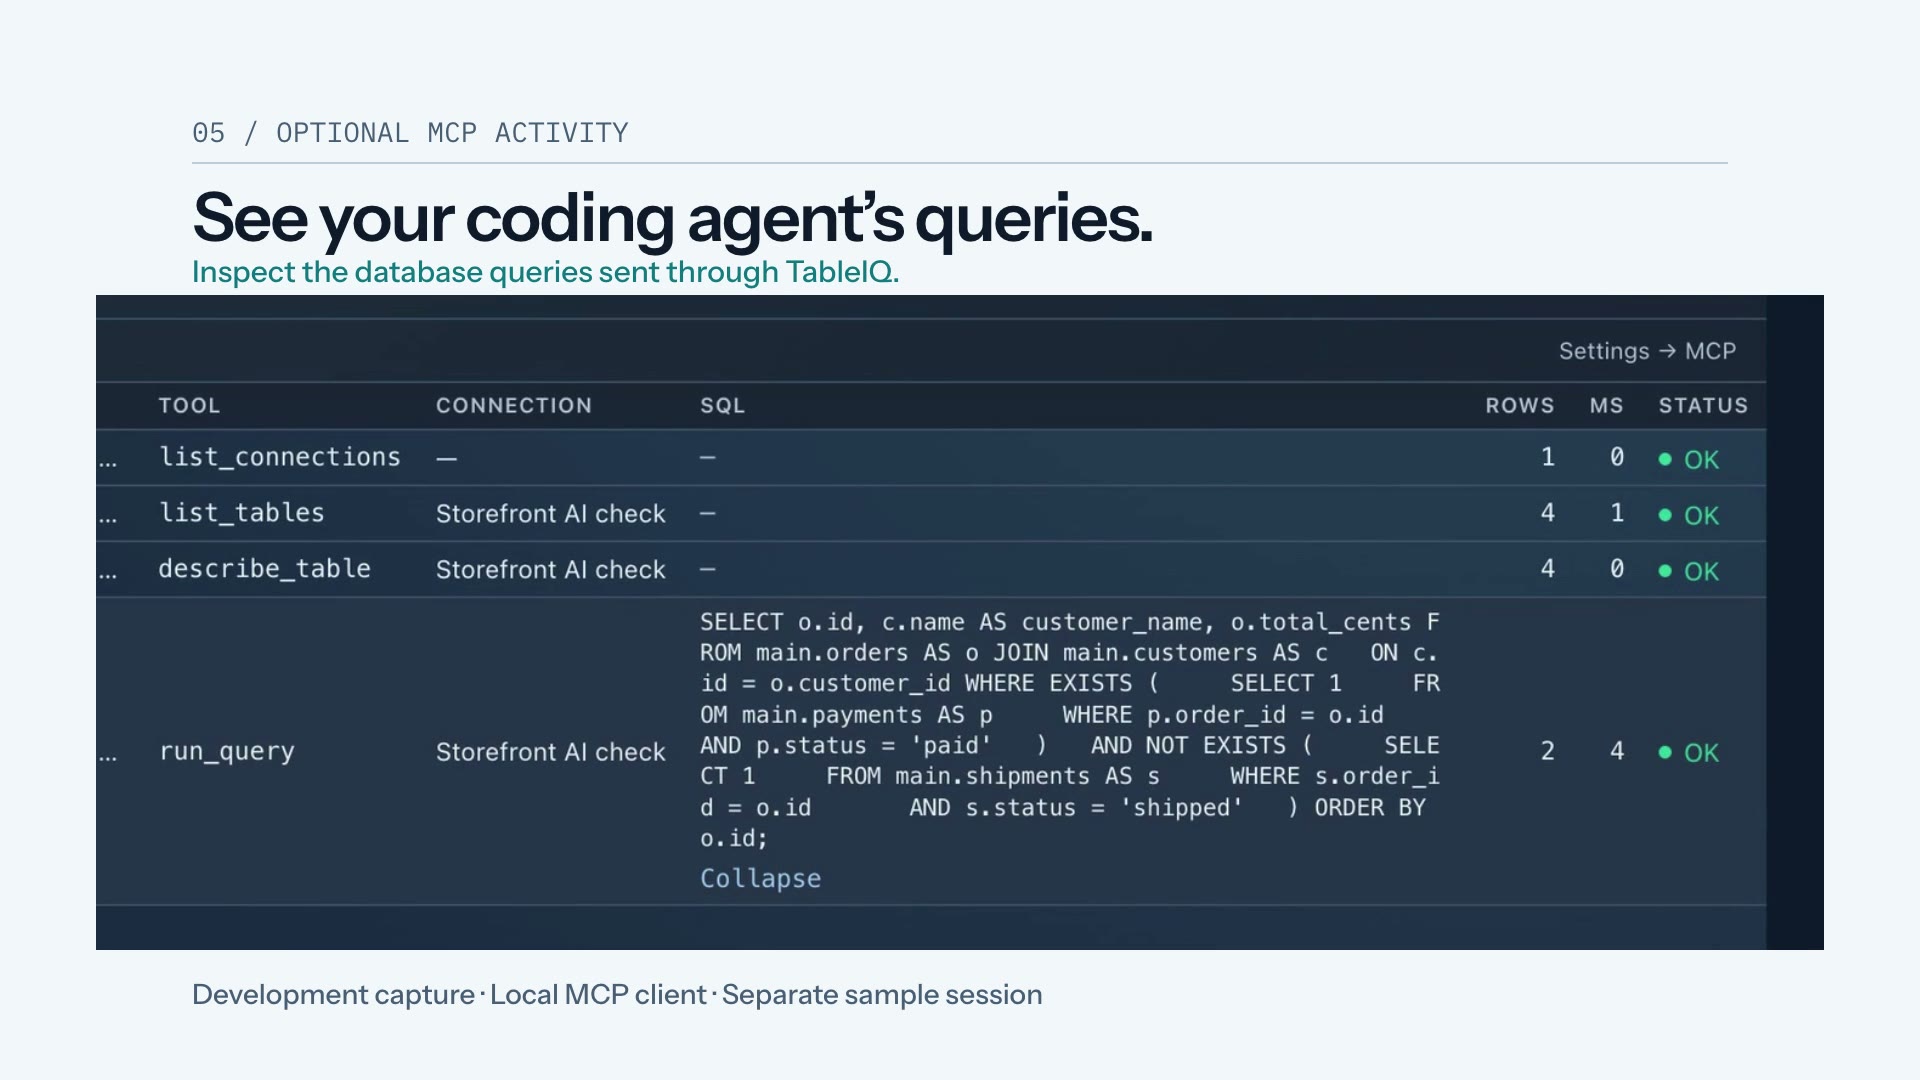 05 / OPTIONAL MCP ACTIVITY
See your coding agent’s queries.
Inspect the database queries sent through TableIQ.
Settings → MCP
TOOL CONNECTION SQL ROWS MS STATUS
... list_connections — — 1 0 OK
... list_tables Storefront AI check — 4 1 OK
... describe_table Storefront AI check — 4 0 OK
SELECT o.id, c.name AS customer_name, o.total_cents F
ROM main.orders AS o JOIN main.customers AS c   ON c.
id = o.customer_id WHERE EXISTS (     SELECT 1     FR
OM main.payments AS p     WHERE p.order_id = o.id
AND p.status = 'paid'   )   AND NOT EXISTS (     SELE
... run_query Storefront AI check 2 4 OK
CT 1     FROM main.shipments AS s     WHERE s.order_i
d = o.id       AND s.status = 'shipped'   ) ORDER BY
o.id;
Collapse
Development capture · Local MCP client · Separate sample session